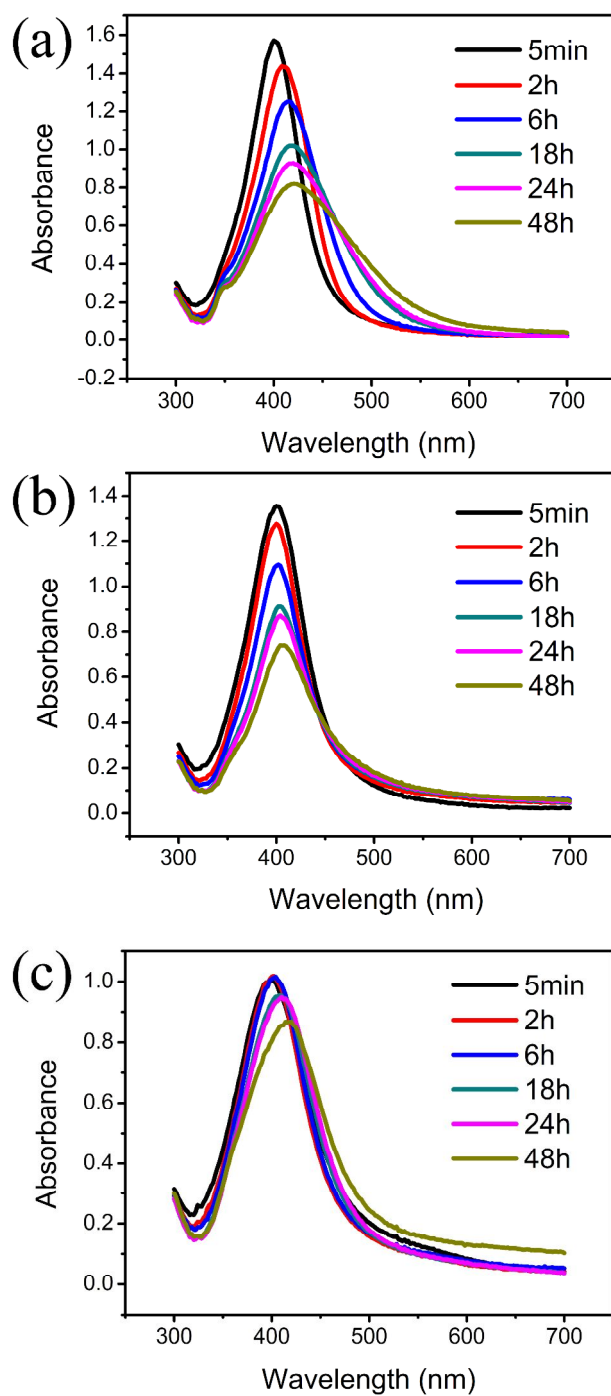 (a)
1.6
1.4
1.2
1.0
0.8
0.6
0.4
0.2
0.0
-0.2
Absorbance
5min
2h
6h
18h
24h
48h
300 400 500 600 700
Wavelength (nm)
(b)
1.4
1.2
1.0
0.8
0.6
0.4
0.2
0.0
Absorbance
5min
2h
6h
18h
24h
48h
300 400 500 600 700
Wavelength (nm)
(c)
1.0
0.8
0.6
0.4
0.2
0.0
Absorbance
5min
2h
6h
18h
24h
48h
300 400 500 600 700
Wavelength (nm)